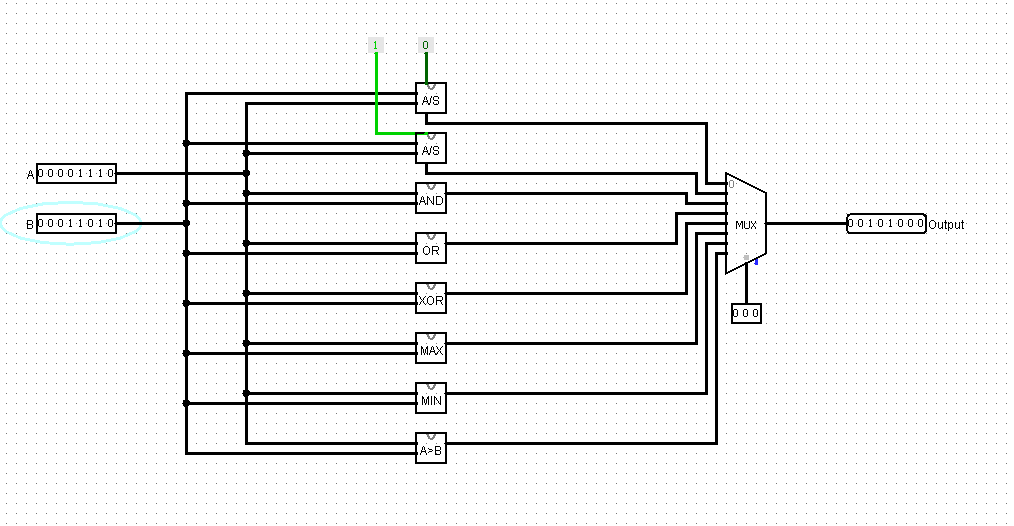 1 0
A/S
A/S
A 0 0 0 0 1 1 1 0
AND
0
B 0 0 0 1 1 0 1 0
MUX
0 0 1 0 1 0 0 0 Output
OR
XOR
0 0 0
MAX
MIN
A>B